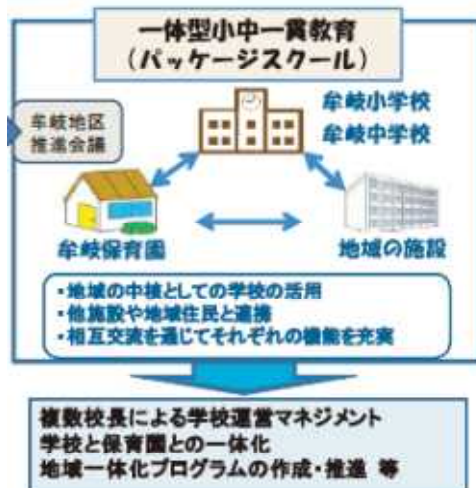 一体型小中一貫教育
（パッケージスクール）
牟岐地区
推進会議
牟岐小学校
牟岐中学校
牟岐保育園
地域の施設
・地域の中核としての学校の活用
・他施設や地域住民と連携
・相互交流を通じてそれぞれの機能を充実
複数校長による学校運営マネジメント
学校と保育園との一体化
地域一体化プログラムの作成・推進 等